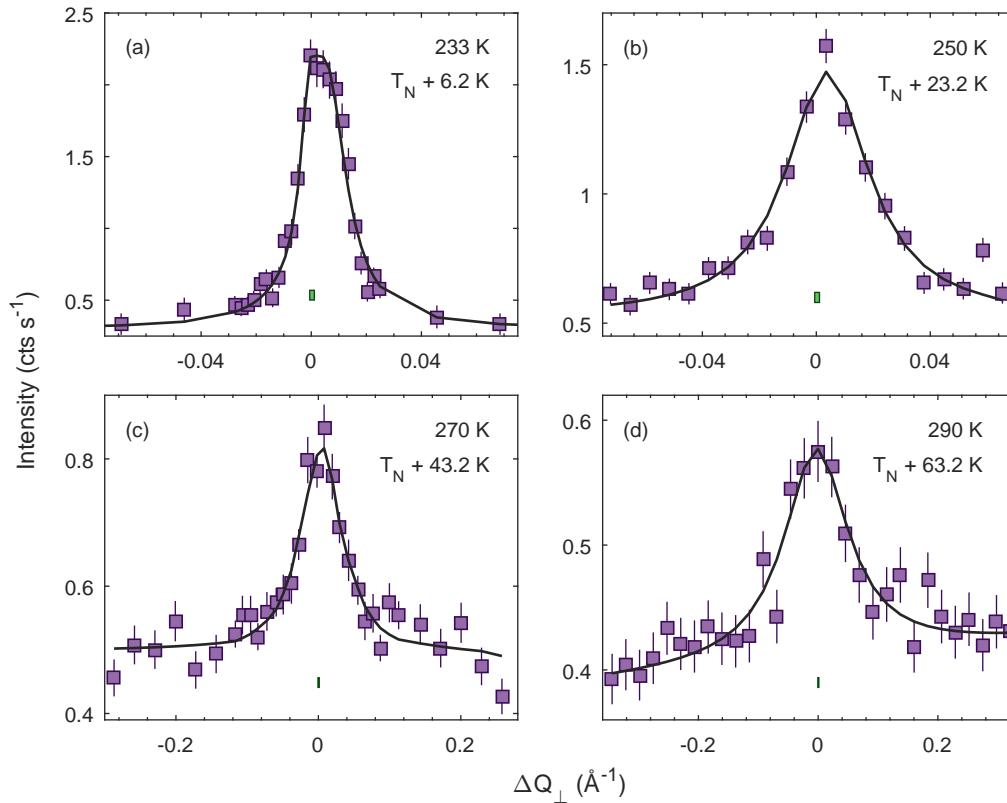 (a) 233 K
T_N + 6.2 K
2.5
1.5
0.5
-0.04 0 0.04
(b) 250 K
T_N + 23.2 K
1.5
1
0.5
-0.04 0 0.04
(c) 270 K
T_N + 43.2 K
0.8
0.6
0.4
-0.2 0 0.2
(d) 290 K
T_N + 63.2 K
0.6
0.5
0.4
-0.2 0 0.2
Intensity (cts s⁻¹)
ΔQ⊥ (Å⁻¹)